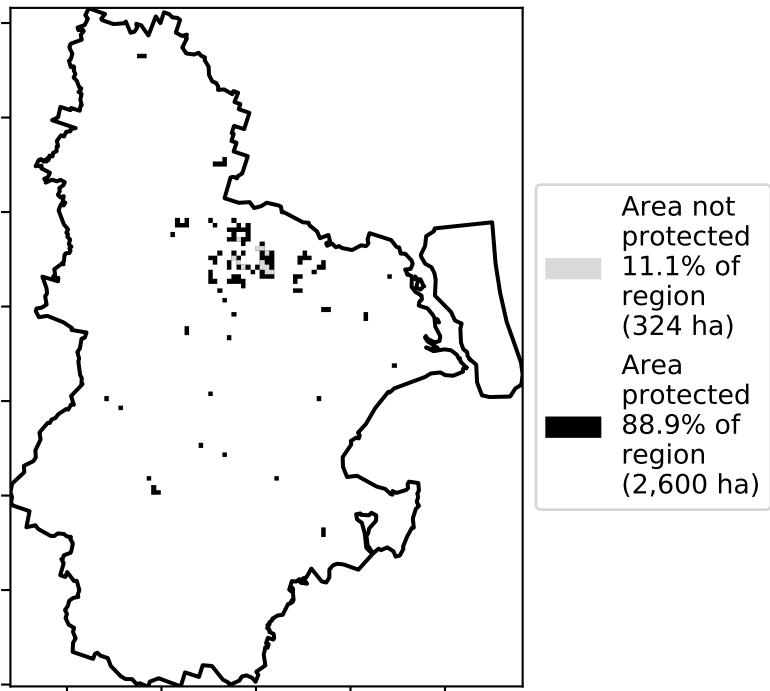 Area not
protected
11.1% of
region
(324 ha)
Area
protected
88.9% of
region
(2,600 ha)